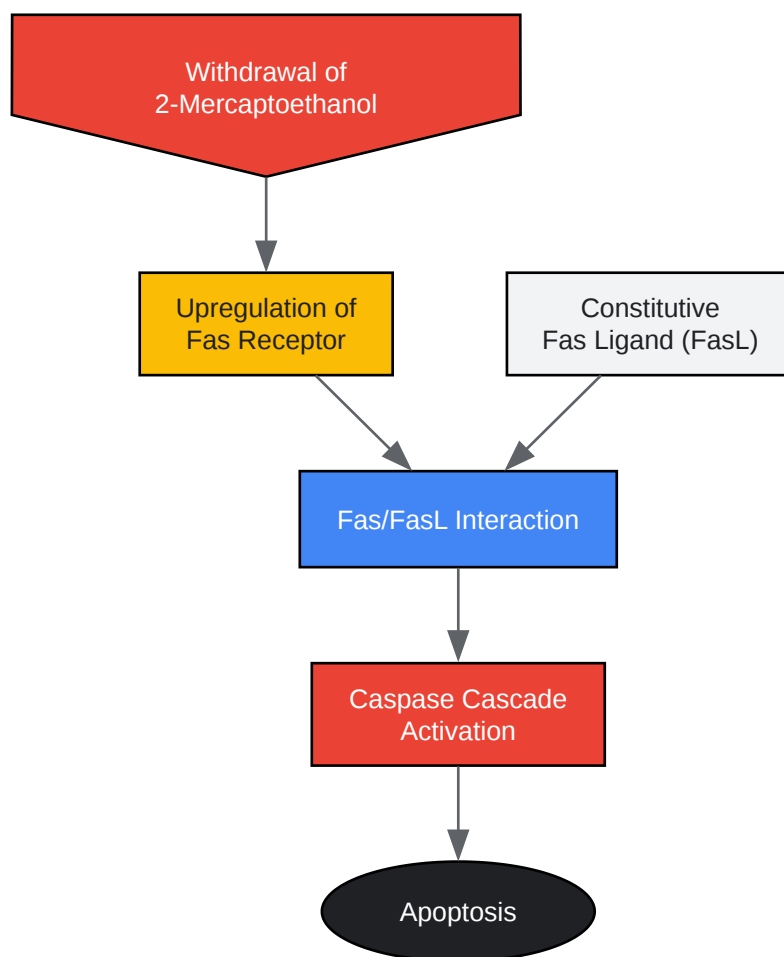 Withdrawal of
2-Mercaptoethanol
Upregulation of
Fas Receptor
Constitutive
Fas Ligand (FasL)
Fas/FasL Interaction
Caspase Cascade
Activation
Apoptosis